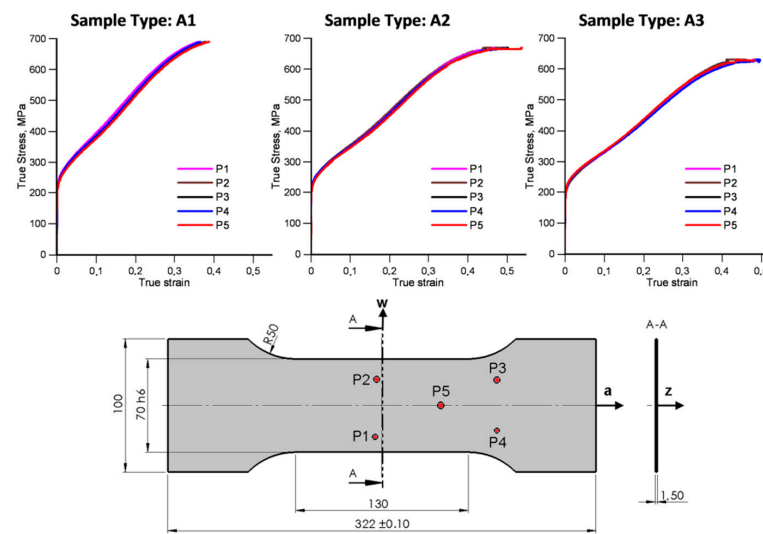 Sample Type: A1
700
600
500
400
300
200
100
0
True Stress, MPa
P1
P2
P3
P4
P5
0 0,1 0,2 0,3 0,4 0,5
True strain
Sample Type: A2
700
600
500
400
300
200
100
0
True Stress, MPa
P1
P2
P3
P4
P5
0 0,1 0,2 0,3 0,4 0,5
True strain
Sample Type: A3
700
600
500
400
300
200
100
0
True Stress, MPa
P1
P2
P3
P4
P5
0 0,1 0,2 0,3 0,4 0,5
True strain
w
A
R50
A-A
100
70 h6
P2
P3
P5
a
z
P1
P4
A
130
1,50
322 ±0.10